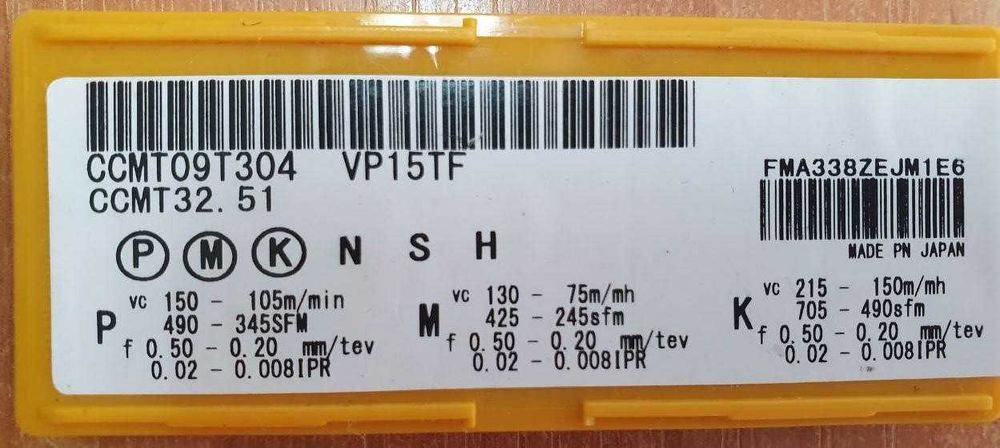 CCMT09T304 VP15TF
CCMT32.51
FMA338ZEJM1E6
MADE PN JAPAN
P M K N S H
P vc 150 - 105m/min
490 - 345SFM
f 0.50 - 0.20 mm/tev
0.02 - 0.008IPR
M vc 130 - 75m/mh
425 - 245sfm
f 0.50 - 0.20 mm/tev
0.02 - 0.008IPR
K vc 215 - 150m/mh
705 - 490sfm
f 0.50 - 0.20 mm/tev
0.02 - 0.008IPR